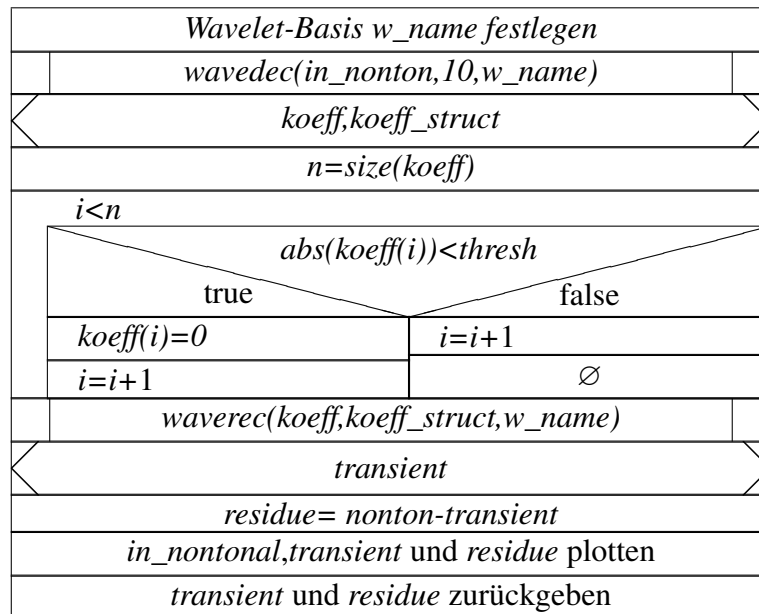 Wavelet-Basis w_name festlegen
wavedec(in_nonton,10,w_name)
koeff,koeff_struct
n=size(koeff)
i<n
abs(koeff(i))<thresh
true false
koeff(i)=0 i=i+1
i=i+1 ∅
waverec(koeff,koeff_struct,w_name)
transient
residue= nonton-transient
in_nontonal,transient und residue plotten
transient und residue zurückgeben